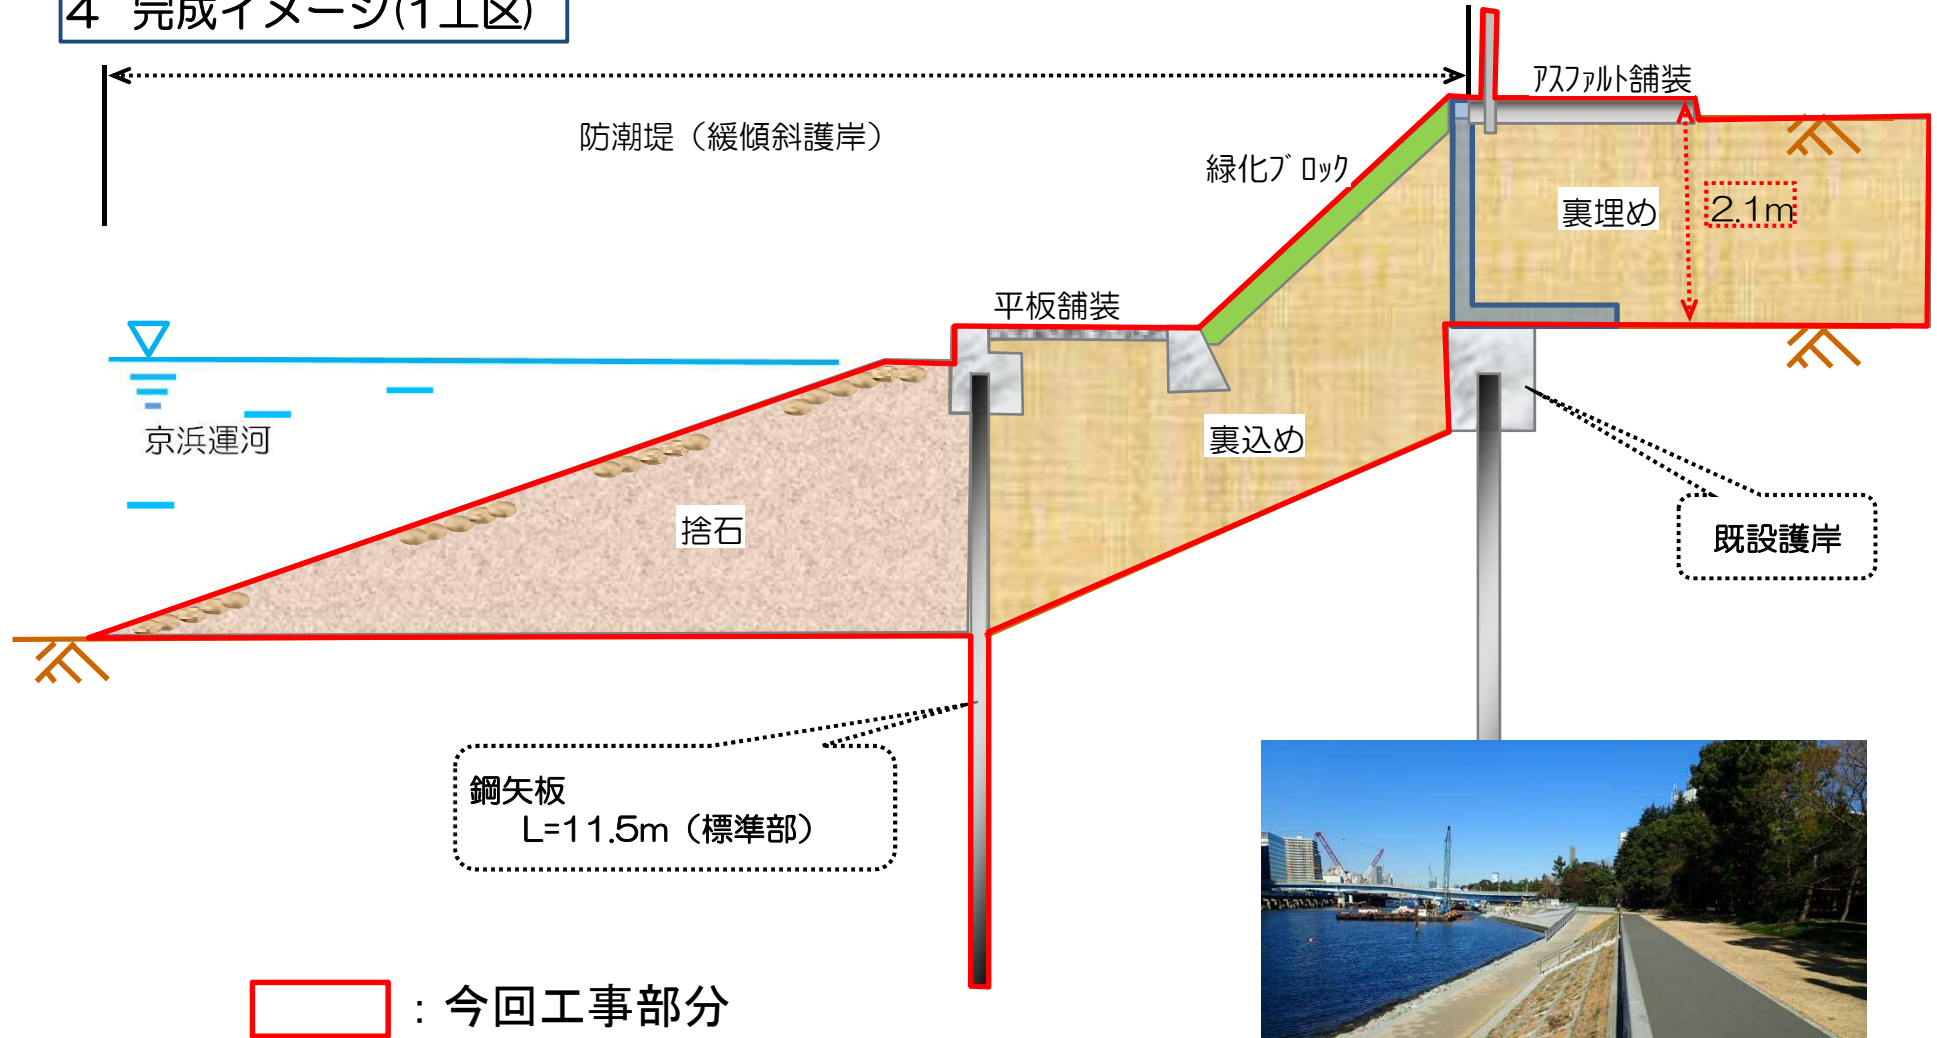 4 完成イメージ(1工区)
アスファルト舗装
防潮堤（緩傾斜護岸）
緑化ブロック
裏埋め
2.1m
平板舗装
京浜運河
裏込め
捨石
既設護岸
鋼矢板
L=11.5m（標準部）
：今回工事部分